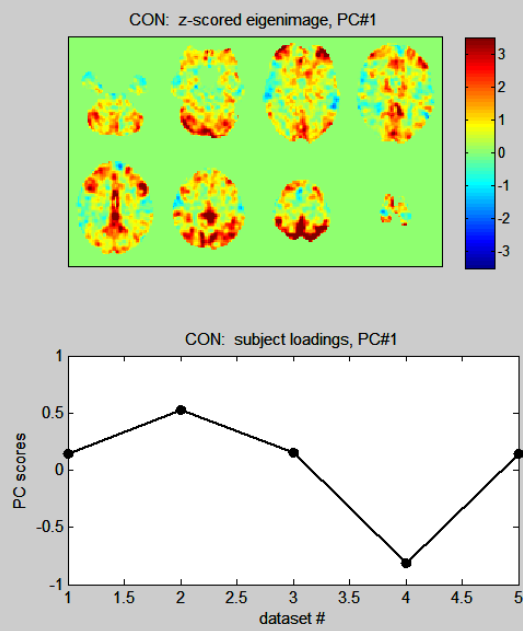 CON: z-scored eigenimage, PC#1
3
2
1
0
-1
-2
-3
CON: subject loadings, PC#1
1
0.5
0
-0.5
-1
PC scores
1 1.5 2 2.5 3 3.5 4 4.5 5
dataset #